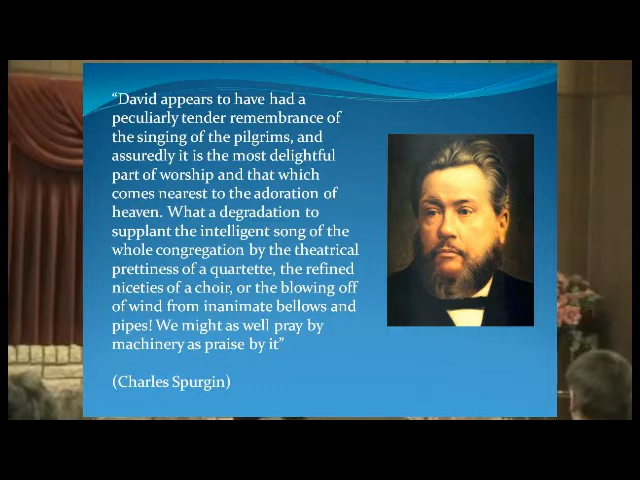 “David appears to have had a
peculiarly tender remembrance of
the singing of the pilgrims, and
assuredly it is the most delightful
part of worship and that which
comes nearest to the adoration of
heaven. What a degradation to
supplant the intelligent song of the
whole congregation by the theatrical
prettiness of a quartette, the refined
niceties of a choir, or the blowing off
of wind from inanimate bellows and
pipes! We might as well pray by
machinery as praise by it”
(Charles Spurgin)